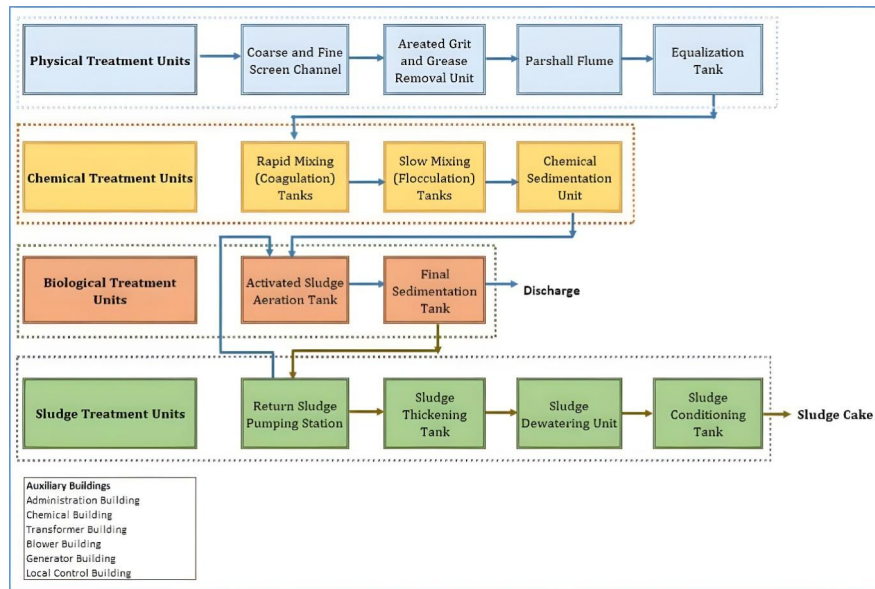 Physical Treatment Units
Coarse and Fine
Screen Channel
Areated Grit
and Grease
Removal Unit
Parshall Flume
Equalization
Tank
Chemical Treatment Units
Rapid Mixing
(Coagulation)
Tanks
Slow Mixing
(Flocculation)
Tanks
Chemical
Sedimentation
Unit
Biological Treatment
Units
Activated Sludge
Aeration Tank
Final
Sedimentation
Tank
Discharge
Sludge Treatment Units
Return Sludge
Pumping Station
Sludge
Thickening
Tank
Sludge
Dewatering Unit
Sludge
Conditioning
Tank
Sludge Cake
Auxiliary Buildings
Administration Building
Chemical Building
Transformer Building
Blower Building
Generator Building
Local Control Building